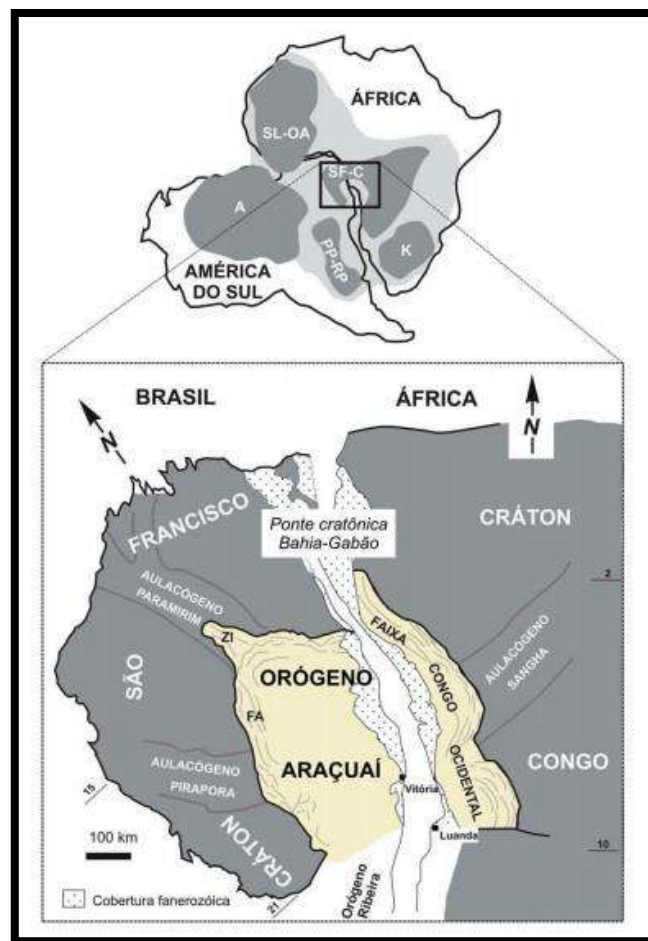 ÁFRICA
SL-OA
SF-C
A
PP-RP
K
AMÉRICA
DO SUL
BRASIL
ÁFRICA
N
N
FRANCISCO
Ponte cratônica
Bahia-Gabão
CRÁTON
2
AULACÓGENO
PARAMIRIM
ZI
FAIXA
CONGO
OCIDENTAL
AULACÓGENO
SANGHA
SÃO
ORÓGENO
FA
ARAÇUAÍ
CONGO
AULACÓGENO
PIRAPORA
Vitória
15
Luanda
100 km
CRÁTON
10
Cobertura fanerozóica
21
Orógeno
Ribeira